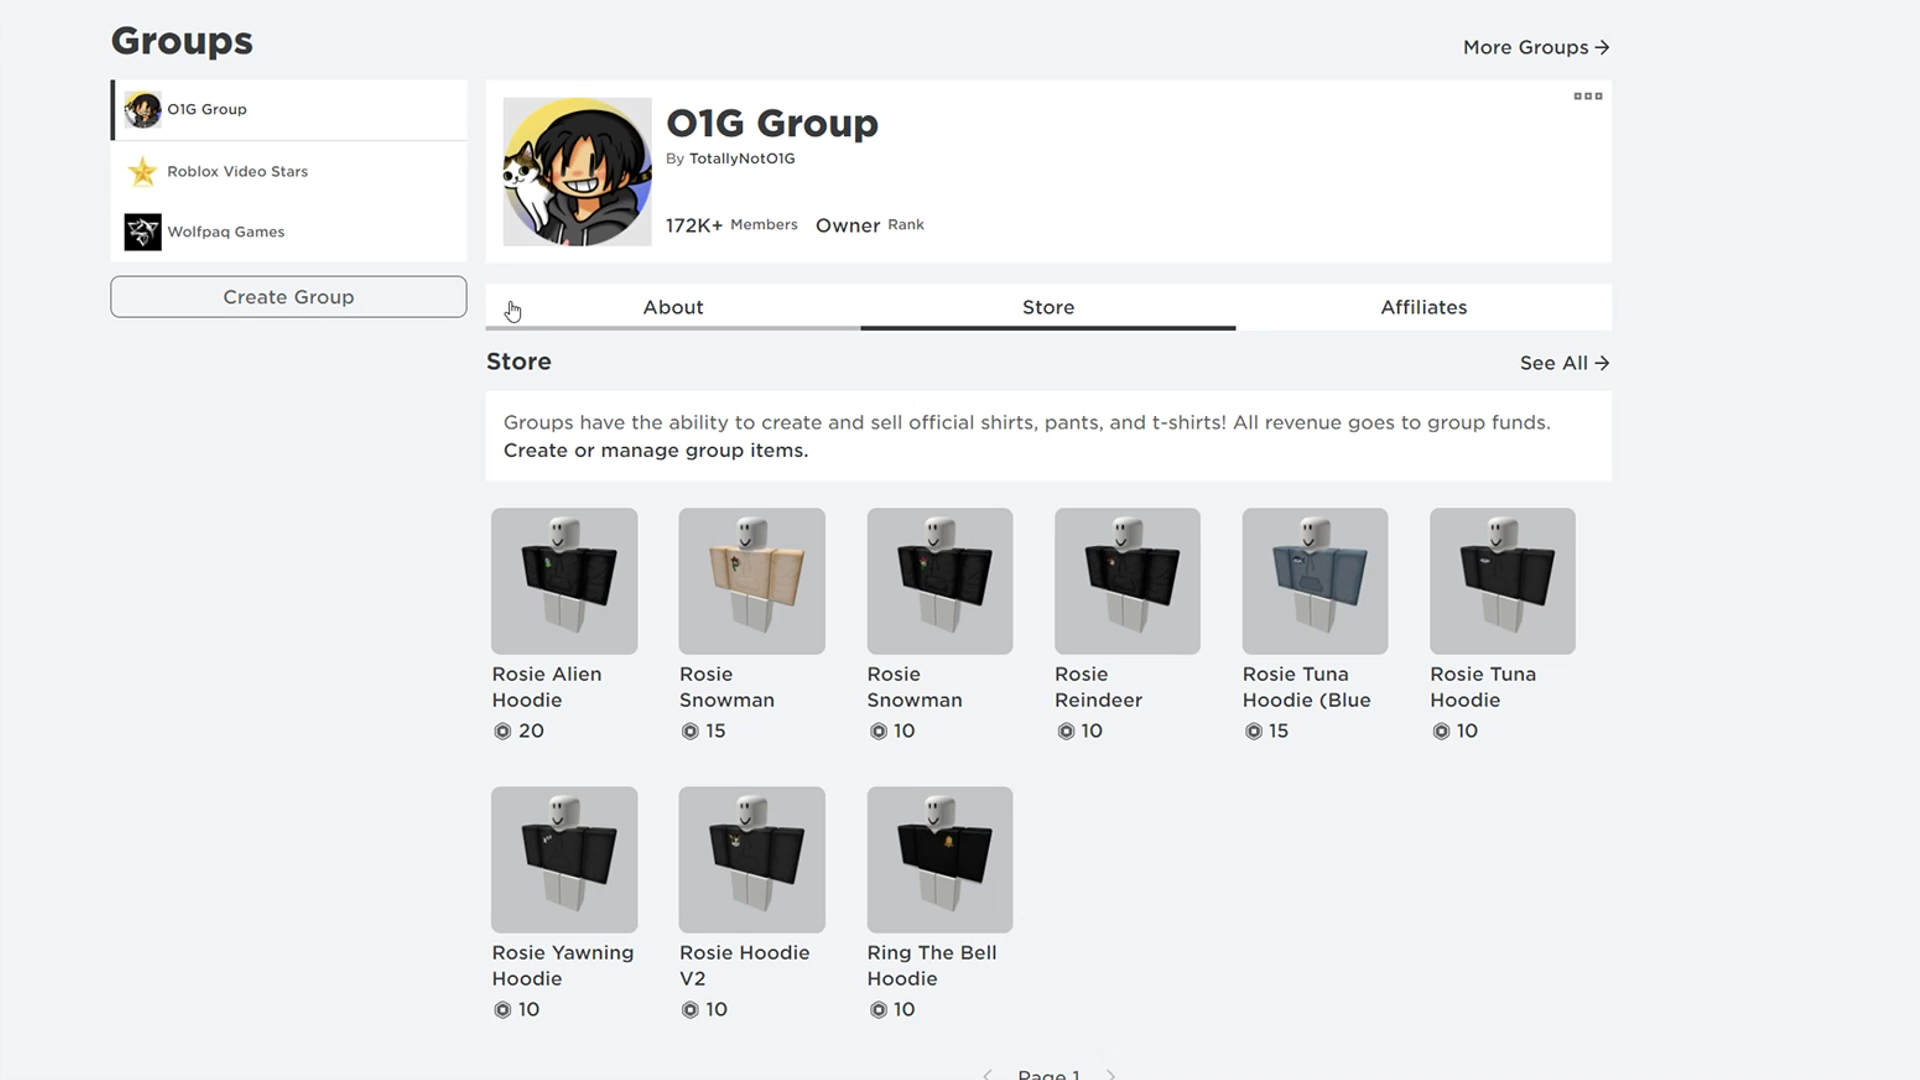 Groups
More Groups →
O1G Group
Roblox Video Stars
Wolfpaq Games
Create Group
O1G Group
By TotallyNotO1G
172K+ Members Owner Rank
About Store Affiliates
Store
See All →
Groups have the ability to create and sell official shirts, pants, and t-shirts! All revenue goes to group funds.
Create or manage group items.
Rosie Alien
Hoodie
20
Rosie
Snowman
15
Rosie
Snowman
10
Rosie
Reindeer
10
Rosie Tuna
Hoodie (Blue
15
Rosie Tuna
Hoodie
10
Rosie Yawning
Hoodie
10
Rosie Hoodie
V2
10
Ring The Bell
Hoodie
10
Page 1